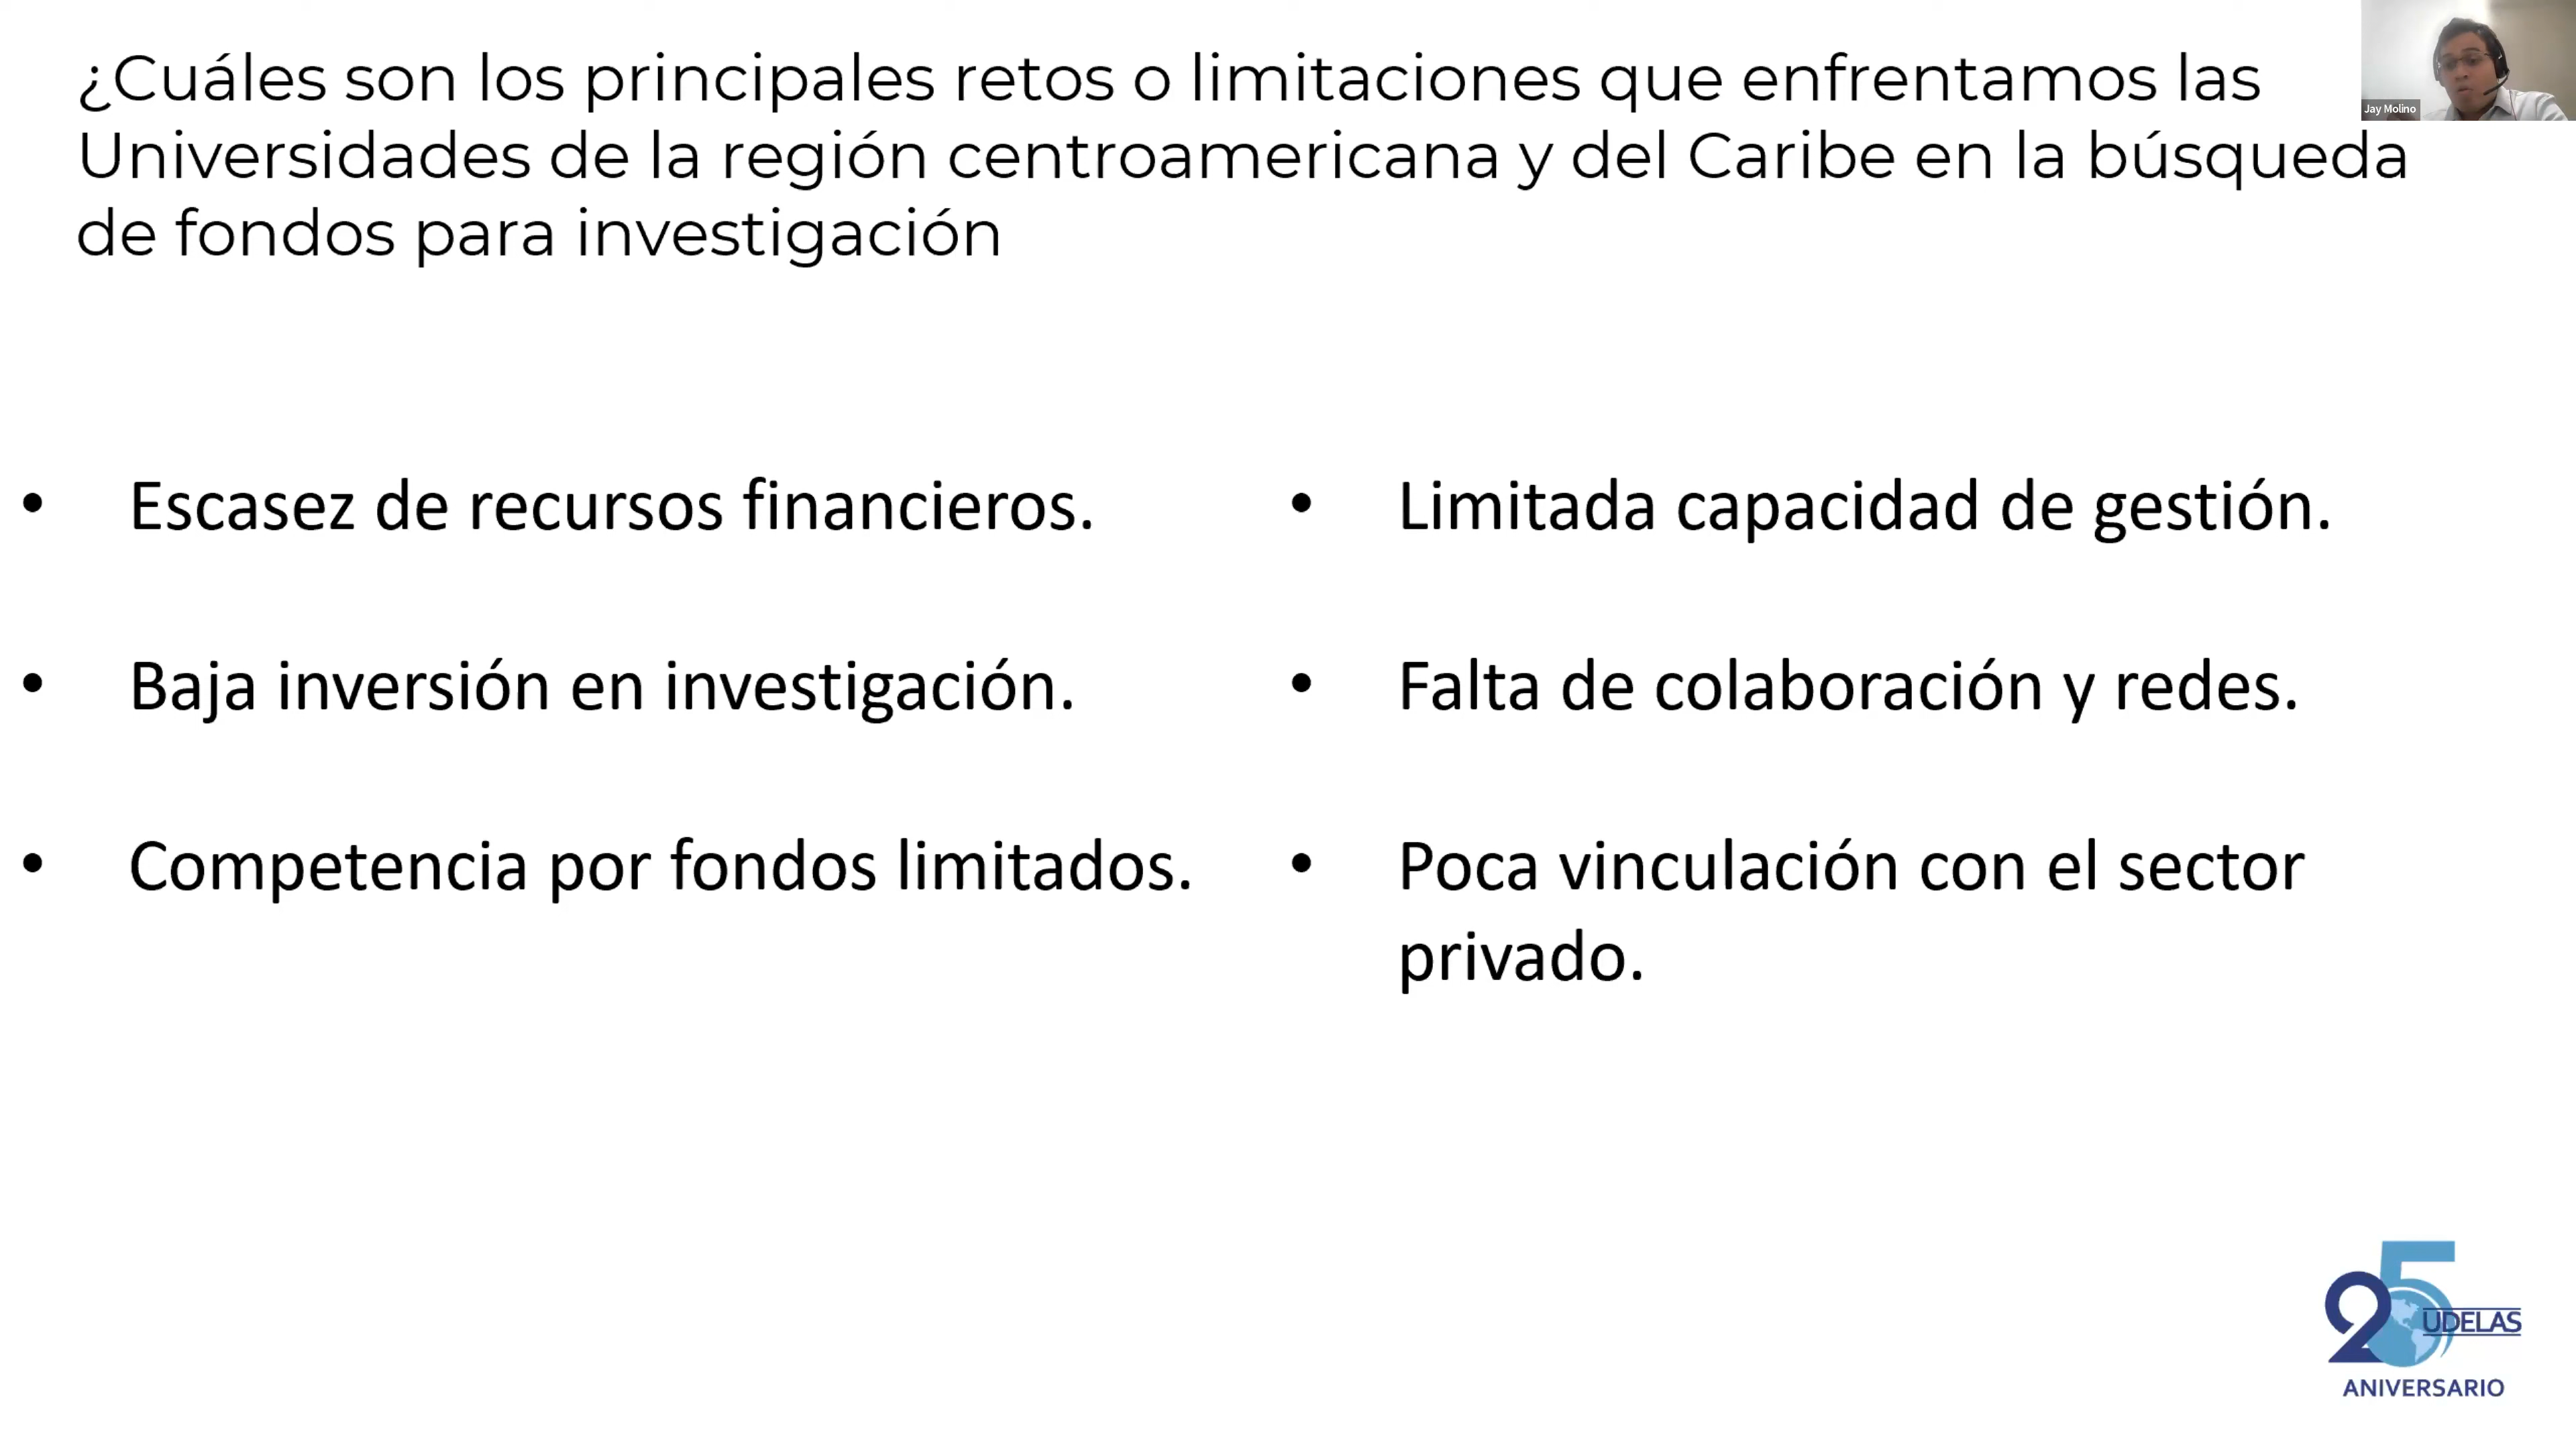 ¿Cuáles son los principales retos o limitaciones que enfrentamos las
Universidades de la región centroamericana y del Caribe en la búsqueda
de fondos para investigación
Jay Molino
• Escasez de recursos financieros.
• Baja inversión en investigación.
• Competencia por fondos limitados.
• Limitada capacidad de gestión.
• Falta de colaboración y redes.
• Poca vinculación con el sector
privado.
25
UDELAS
ANIVERSARIO